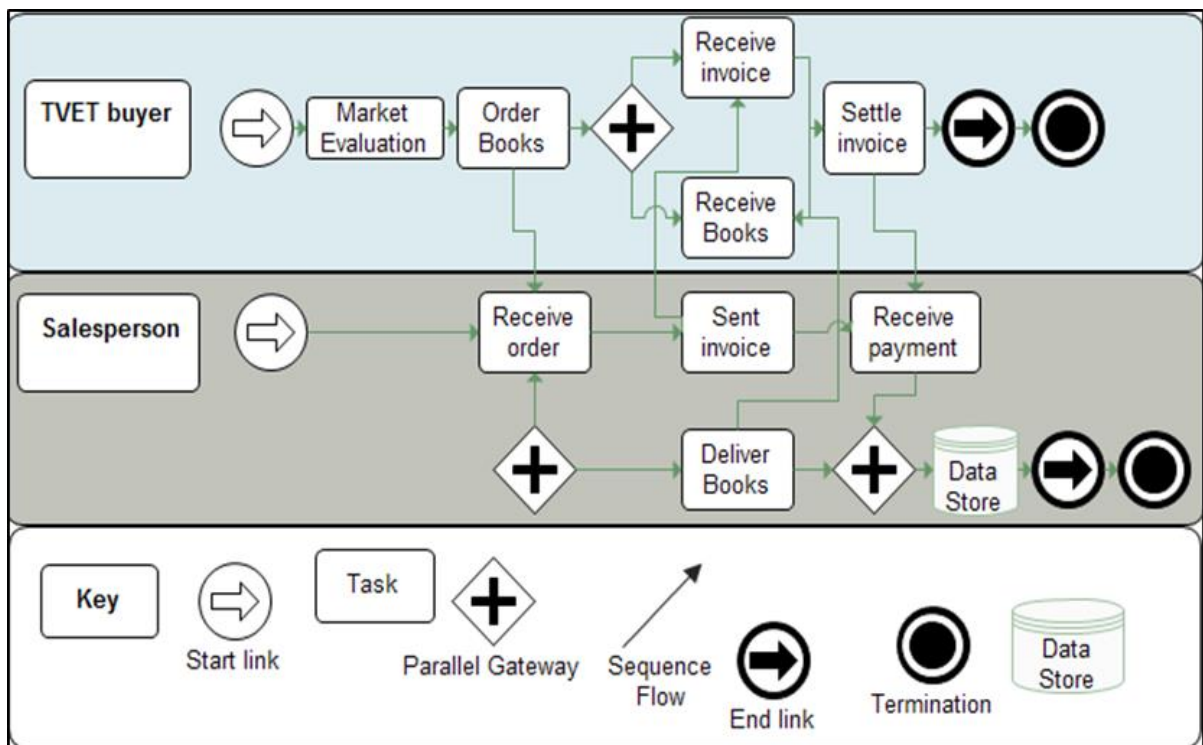 TVET buyer
Market
Evaluation
Order
Books
Receive
invoice
Receive
Books
Settle
invoice
Salesperson
Receive
order
Sent
invoice
Receive
payment
Deliver
Books
Data
Store
Key
Start link
Task
Parallel Gateway
Sequence
Flow
End link
Termination
Data
Store